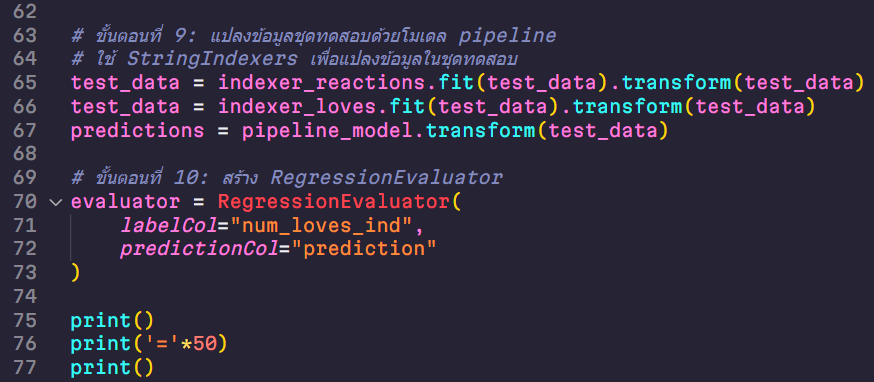 62
63 # ขั้นตอนที่ 9: แปลงข้อมูลชุดทดสอบด้วยโมเดล pipeline
64 # ใช้ StringIndexers เพื่อแปลงข้อมูลในชุดทดสอบ
65 test_data = indexer_reactions.fit(test_data).transform(test_data)
66 test_data = indexer_loves.fit(test_data).transform(test_data)
67 predictions = pipeline_model.transform(test_data)
68
69 # ขั้นตอนที่ 10: สร้าง RegressionEvaluator
70 evaluator = RegressionEvaluator(
71     labelCol="num_loves_ind",
72     predictionCol="prediction"
73 )
74
75 print()
76 print('='*50)
77 print()